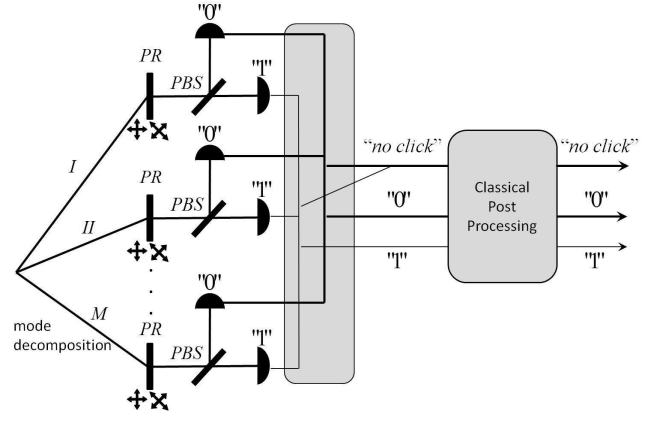 "0"
PR
"1"
PBS
"0"
I
PR
"1"
"no click"
"no click"
PBS
Classical
Post
Processing
II
"0"
"0"
"0"
"1"
"1"
M
PR
mode
decomposition
PBS
"1"